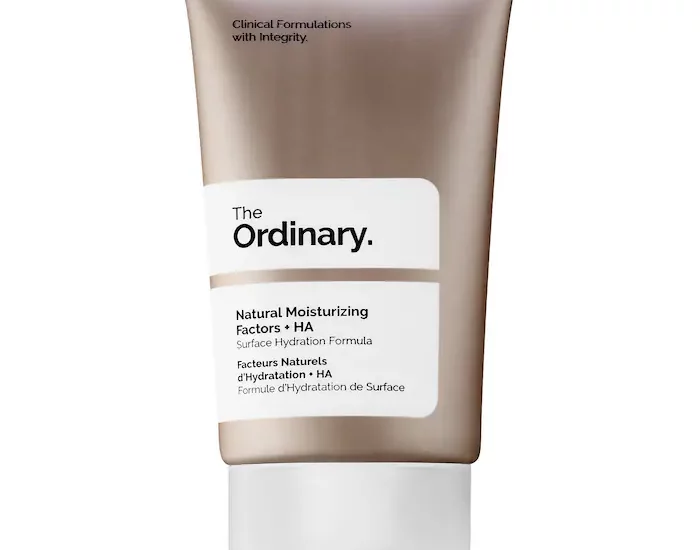 Clinical Formulations
with Integrity.
The
Ordinary.
Natural Moisturizing
Factors + HA
Surface Hydration Formula
Facteurs Naturels
d'Hydratation + HA
Formule d'Hydratation de Surface